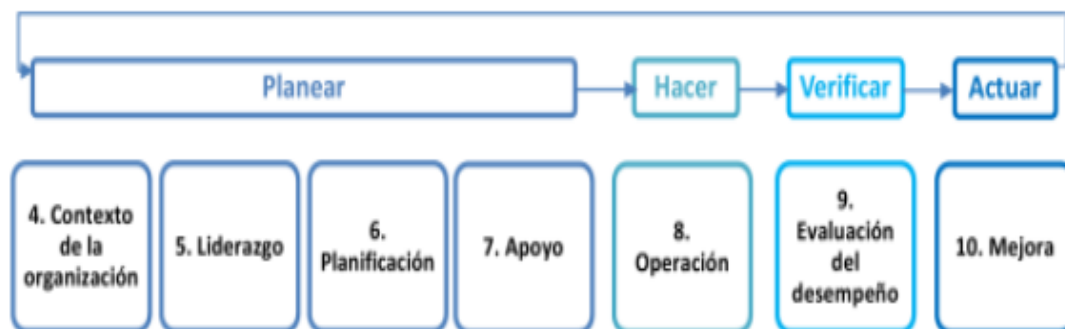 Planear
Hacer
Verificar
Actuar
4. Contexto
de la
organización
5. Liderazgo
6.
Planificación
7. Apoyo
8.
Operación
9.
Evaluación
del
desempeño
10. Mejora